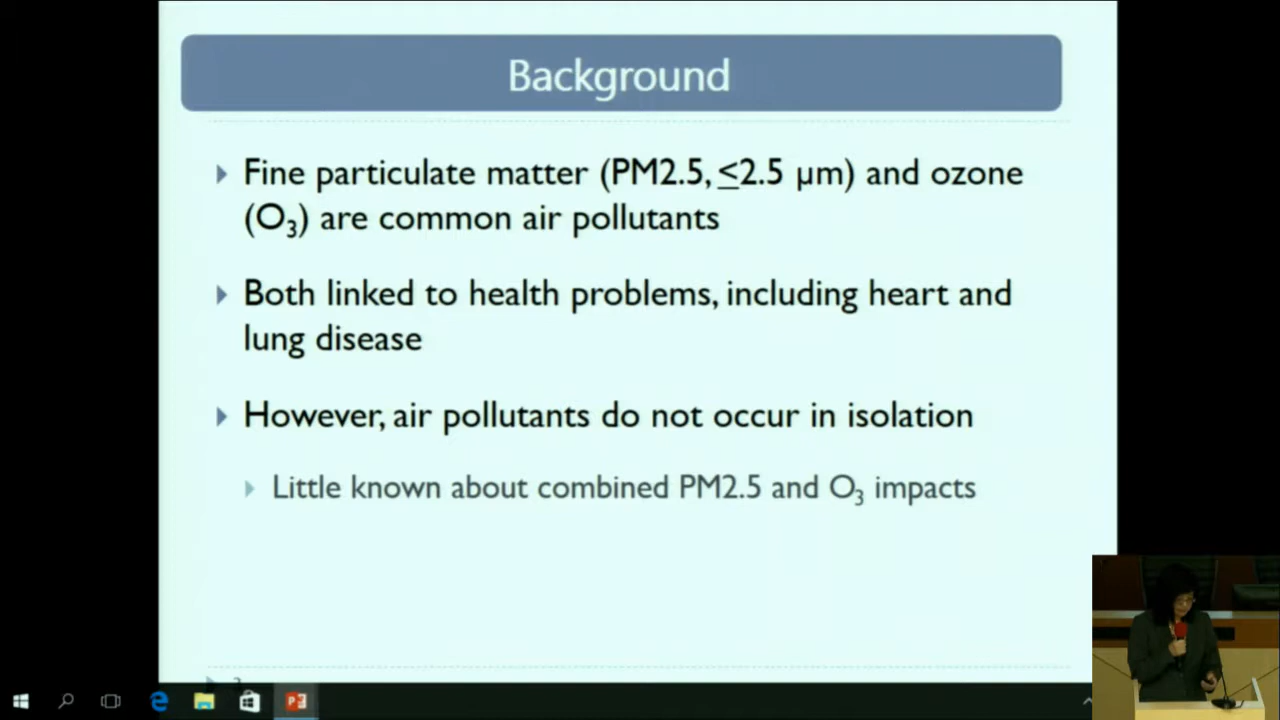 Background
Fine particulate matter (PM2.5, ≤2.5 µm) and ozone
(O₃) are common air pollutants
Both linked to health problems, including heart and
lung disease
However, air pollutants do not occur in isolation
Little known about combined PM2.5 and O₃ impacts